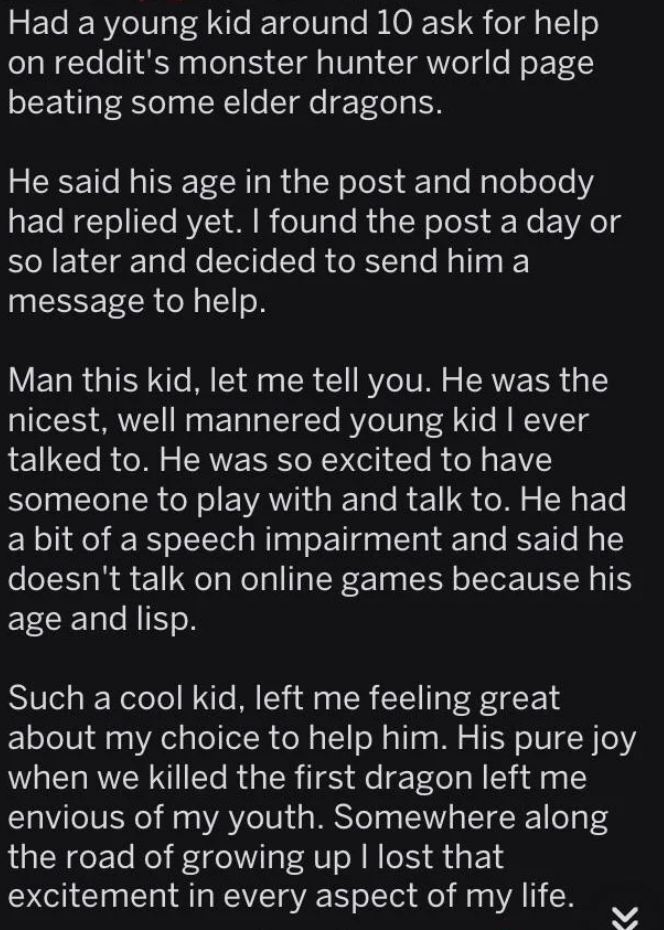 Had a young kid around 10 ask for help
on reddit's monster hunter world page
beating some elder dragons.
He said his age in the post and nobody
had replied yet. I found the post a day or
so later and decided to send him a
message to help.
Man this kid, let me tell you. He was the
nicest, well mannered young kid I ever
talked to. He was so excited to have
someone to play with and talk to. He had
a bit of a speech impairment and said he
doesn't talk on online games because his
age and lisp.
Such a cool kid, left me feeling great
about my choice to help him. His pure joy
when we killed the first dragon left me
envious of my youth. Somewhere along
the road of growing up I lost that
excitement in every aspect of my life.